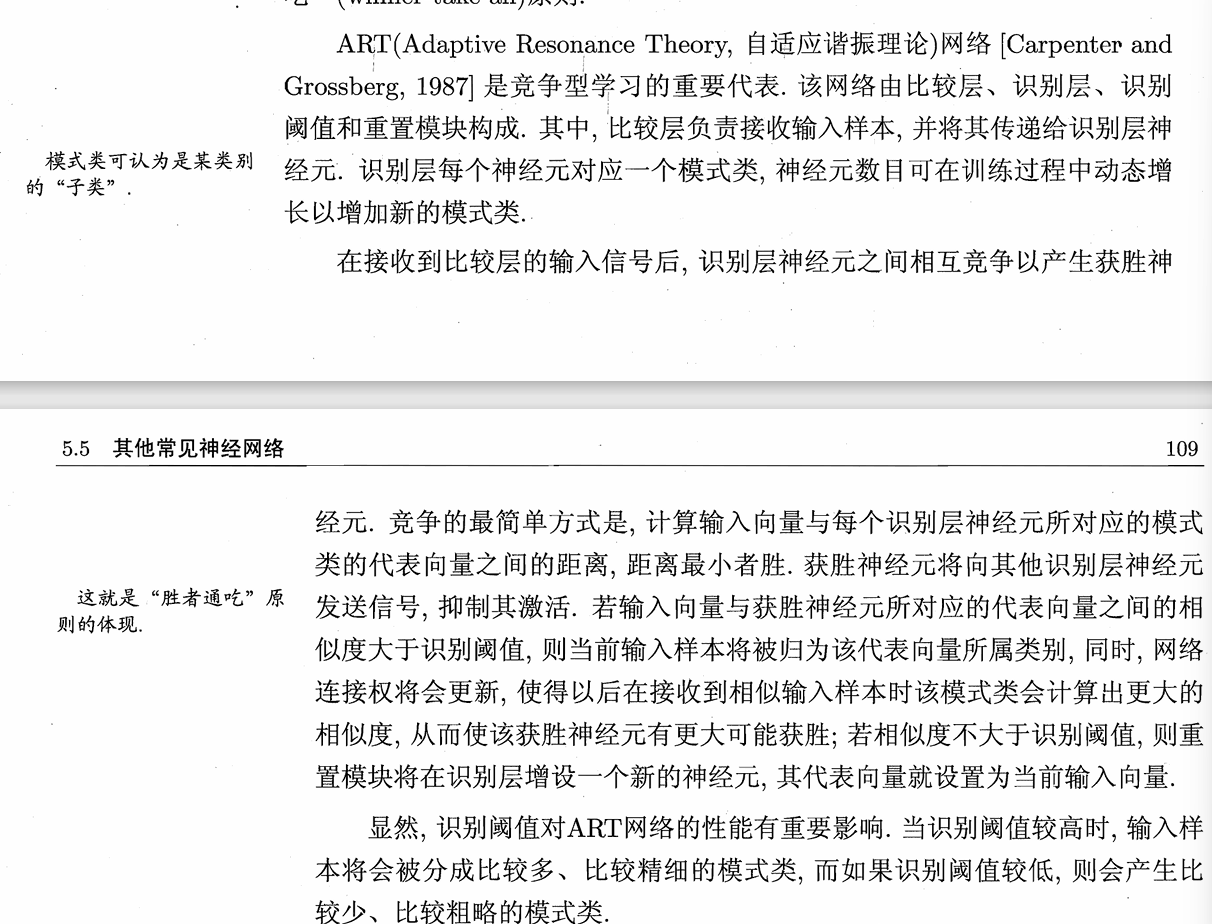 吃" (winner-take-all)原则.
ART(Adaptive Resonance Theory, 自适应谐振理论)网络 [Carpenter and
Grossberg, 1987] 是竞争型学习的重要代表. 该网络由比较层、识别层、识别
阈值和重置模块构成. 其中, 比较层负责接收输入样本, 并将其传递给识别层神
模式类可认为是某类别
的“子类”.
经元. 识别层每个神经元对应一个模式类, 神经元数目可在训练过程中动态增
长以增加新的模式类.
在接收到比较层的输入信号后, 识别层神经元之间相互竞争以产生获胜神
5.5 其他常见神经网络 109
经元. 竞争的最简单方式是, 计算输入向量与每个识别层神经元所对应的模式
类的代表向量之间的距离, 距离最小者胜. 获胜神经元将向其他识别层神经元
这就是“胜者通吃”原
则的体现.
发送信号, 抑制其激活. 若输入向量与获胜神经元所对应的代表向量之间的相
似度大于识别阈值, 则当前输入样本将被归为该代表向量所属类别, 同时, 网络
连接权将会更新, 使得以后在接收到相似输入样本时该模式类会计算出更大的
相似度, 从而使该获胜神经元有更大可能获胜; 若相似度不大于识别阈值, 则重
置模块将在识别层增设一个新的神经元, 其代表向量就设置为当前输入向量.
显然, 识别阈值对ART网络的性能有重要影响. 当识别阈值较高时, 输入样
本将会被分成比较多、比较精细的模式类, 而如果识别阈值较低, 则会产生比
较少、比较粗略的模式类.